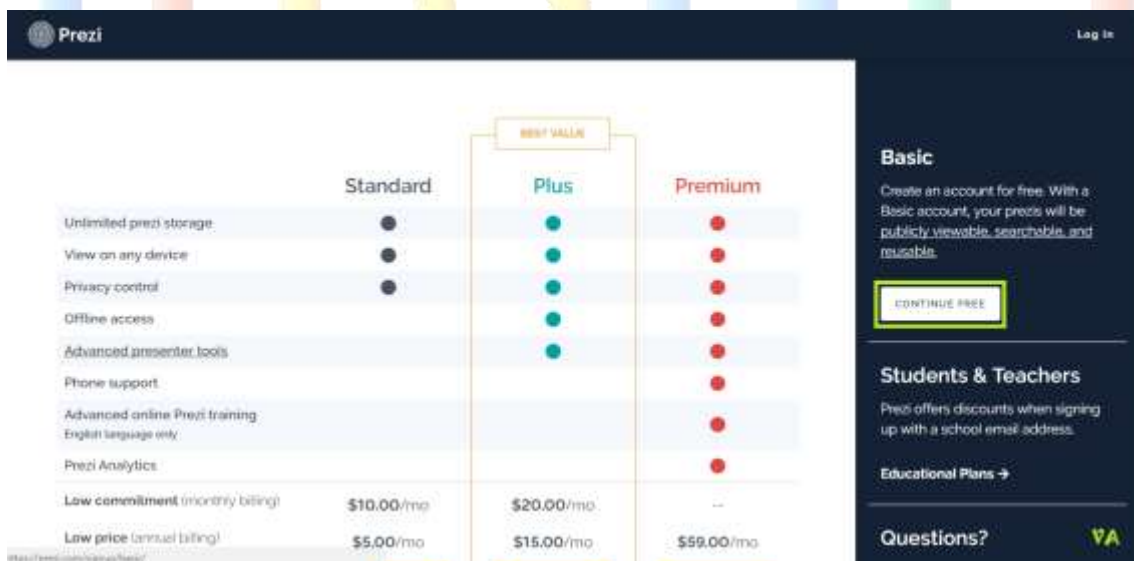 Prezi
Log in
BEST VALUE
Standard Plus Premium
Unlimited prezi storage
View on any device
Privacy control
Offline access
Advanced presenter tools
Phone support
Advanced online Prezi training
English language only
Prezi Analytics
Low commitment (monthly billing) $10.00/mo $20.00/mo --
Low price (annual billing) $5.00/mo $15.00/mo $59.00/mo
Basic
Create an account for free. With a
Basic account, your prezis will be
publicly viewable, searchable, and
reusable.
CONTINUE FREE
Students & Teachers
Prezi offers discounts when signing
up with a school email address.
Educational Plans →
Questions?
VA